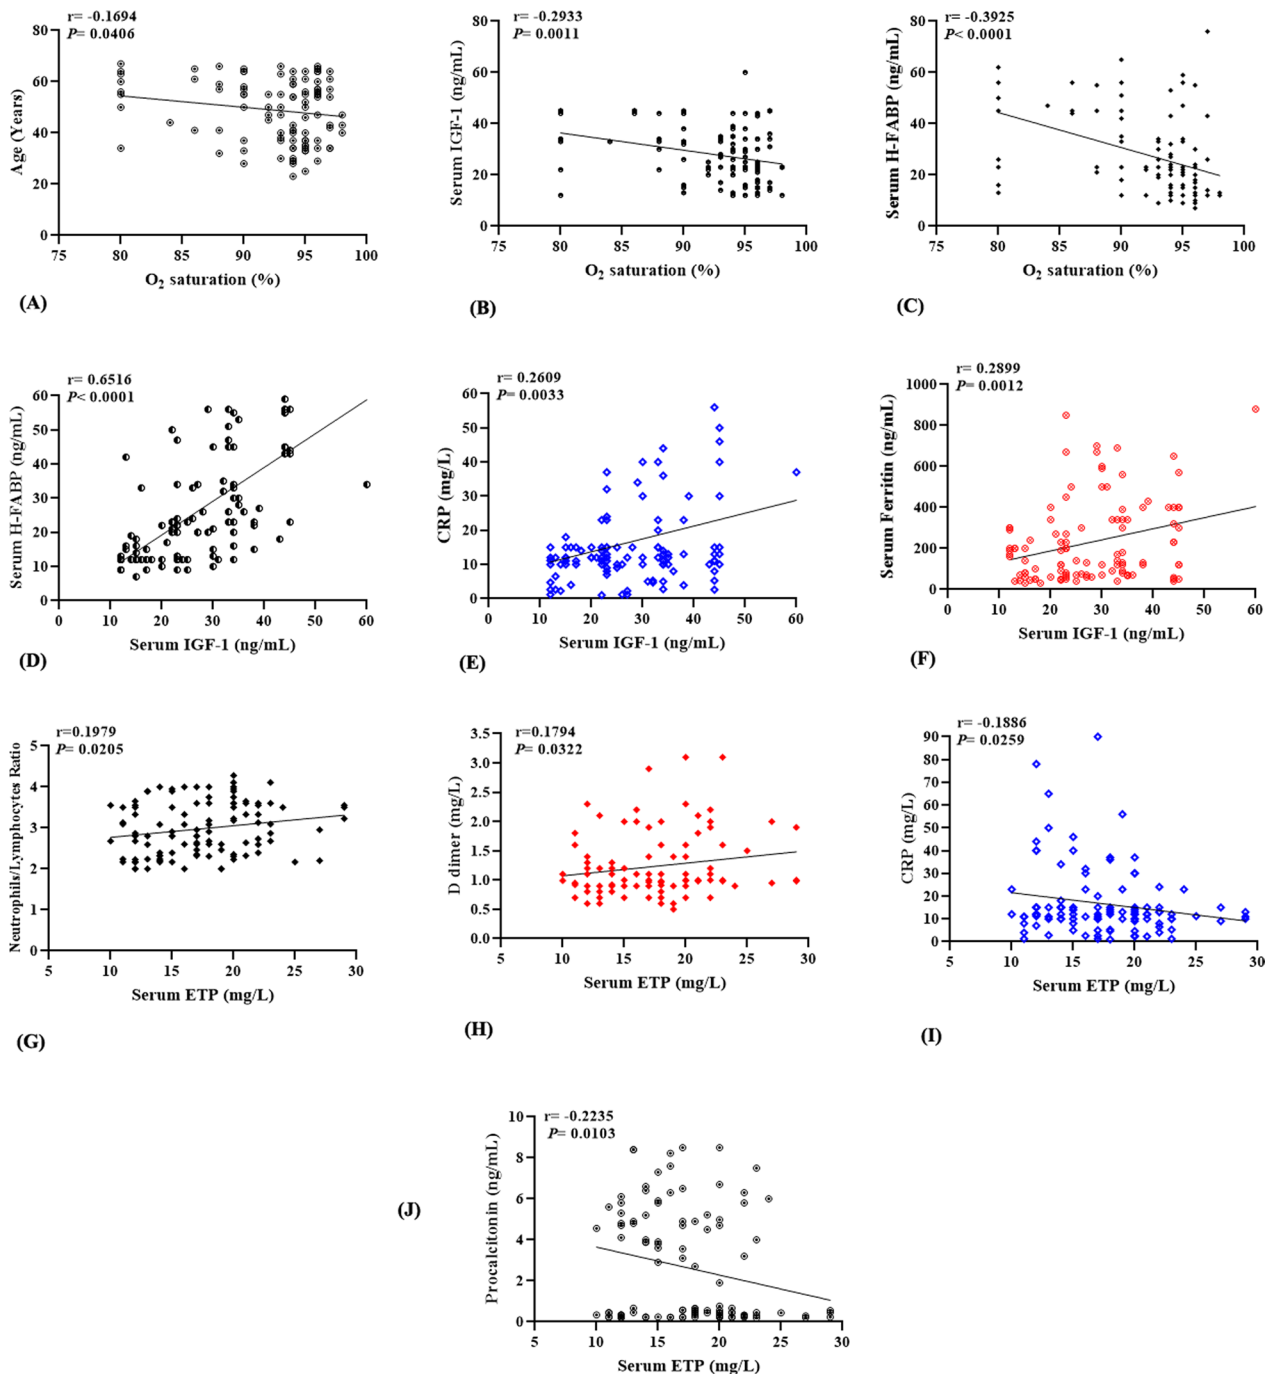 r= -0.1694
P= 0.0406
80
60
40
20
0
Age (Years)
75 80 85 90 95 100
O2 saturation (%)
(A)
r= -0.2933
P= 0.0011
80
60
40
20
0
Serum IGF-1 (ng/mL)
75 80 85 90 95 100
O2 saturation (%)
(B)
r= -0.3925
P< 0.0001
80
60
40
20
0
Serum H-FABP (ng/mL)
75 80 85 90 95 100
O2 saturation (%)
(C)
r= 0.6516
P< 0.0001
60
50
40
30
20
10
0
Serum H-FABP (ng/mL)
0 10 20 30 40 50 60
Serum IGF-1 (ng/mL)
(D)
r= 0.2609
P= 0.0033
60
50
40
30
20
10
0
CRP (mg/L)
0 10 20 30 40 50 60
Serum IGF-1 (ng/mL)
(E)
r= 0.2899
P= 0.0012
1000
800
600
400
200
0
Serum Ferritin (ng/mL)
0 10 20 30 40 50 60
Serum IGF-1 (ng/mL)
(F)
r=0.1979
P= 0.0205
5
4
3
2
1
0
Neutrophils/Lymphocytes Ratio
5 10 15 20 25 30
Serum ETP (mg/L)
(G)
r=0.1794
P= 0.0322
3.5
3.0
2.5
2.0
1.5
1.0
0.5
0.0
D dimer (mg/L)
5 10 15 20 25 30
Serum ETP (mg/L)
(H)
r= -0.1886
P= 0.0259
90
80
70
65
50
40
30
20
10
0
CRP (mg/L)
5 10 15 20 25 30
Serum ETP (mg/L)
(I)
r= -0.2235
P= 0.0103
10
8
6
4
2
0
Procalcitonin (ng/mL)
5 10 15 20 25 30
Serum ETP (mg/L)
(J)